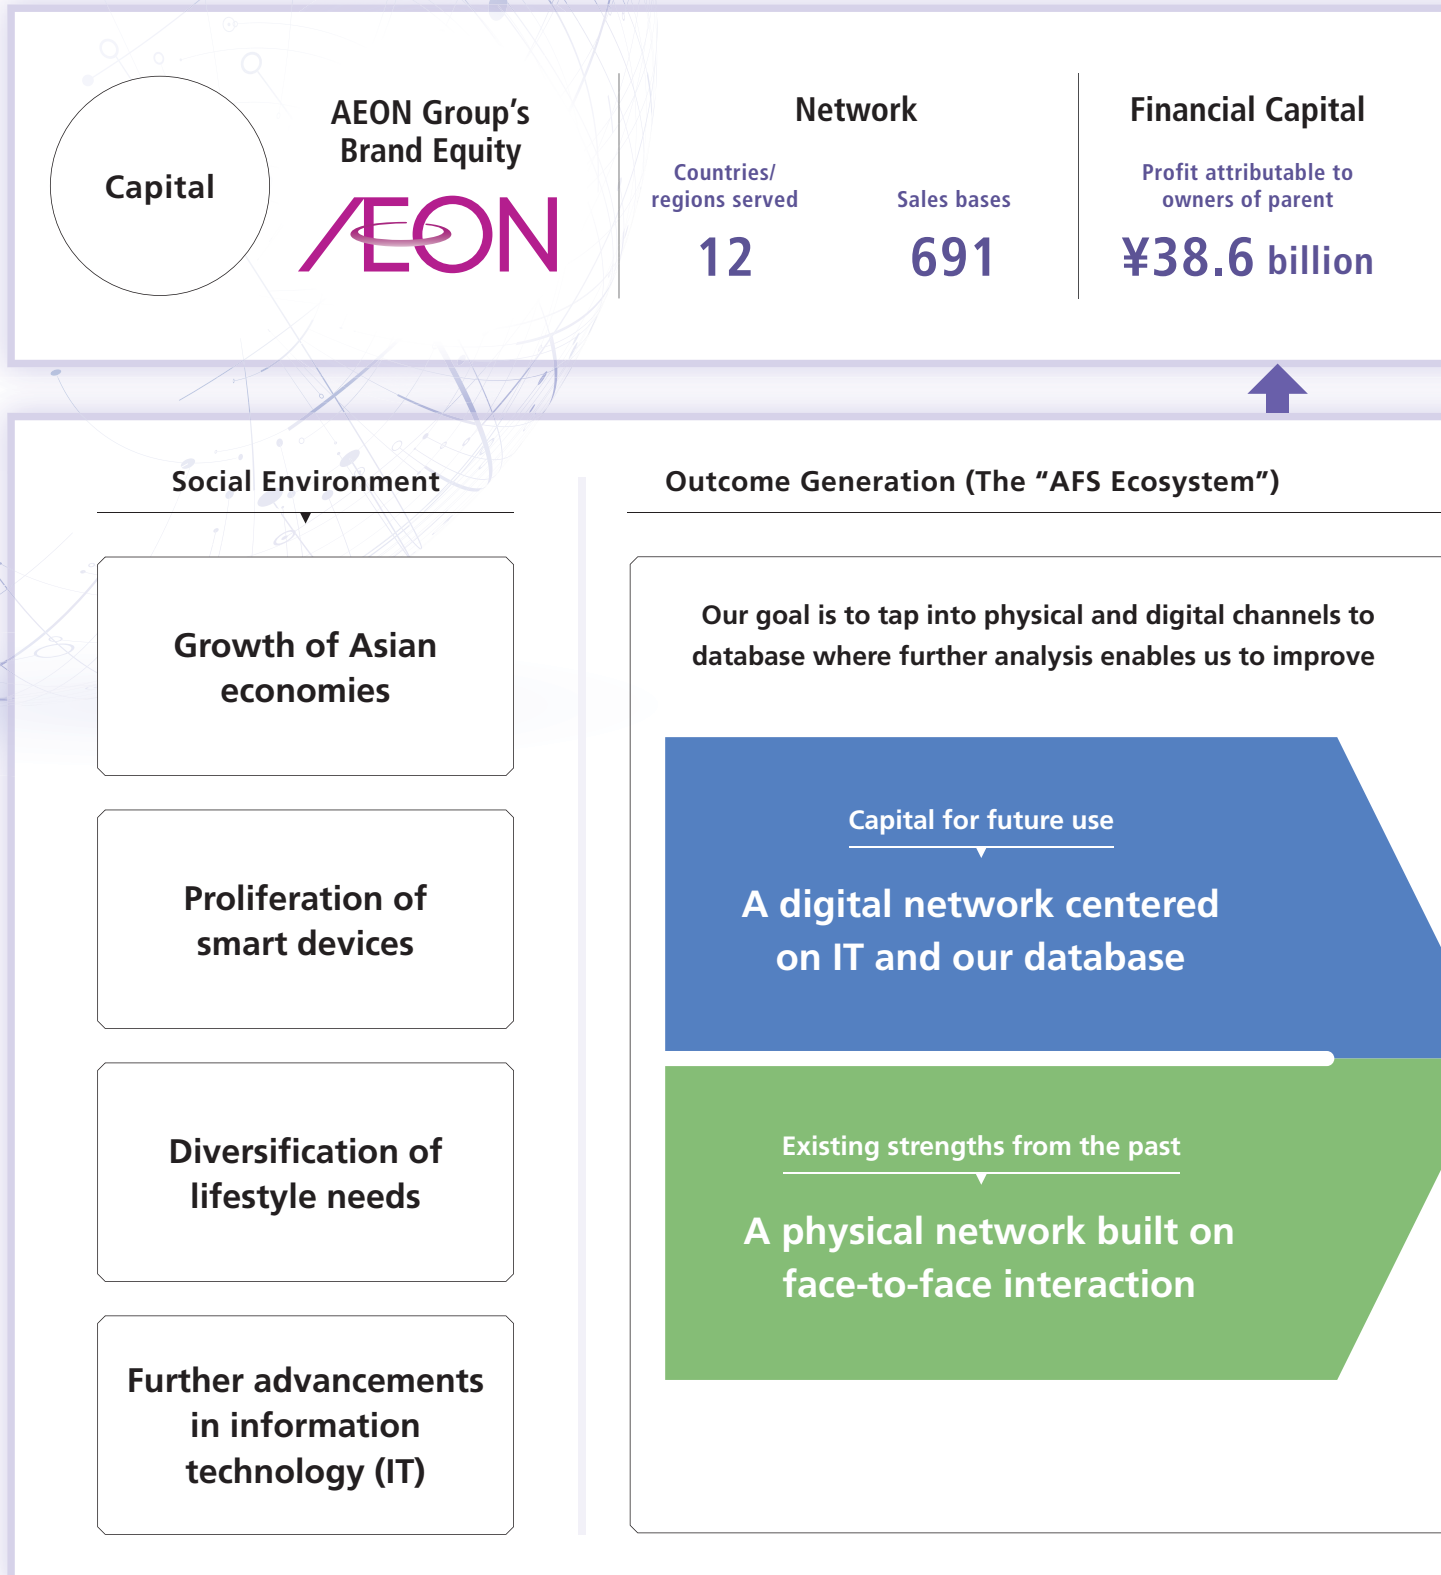 Capital
AEON Group's
Brand Equity
ÆON
Network
Countries/
regions served
12
Sales bases
691
Financial Capital
Profit attributable to
owners of parent
¥38.6 billion
Social Environment
Growth of Asian
economies
Proliferation of
smart devices
Diversification of
lifestyle needs
Further advancements
in information
technology (IT)
Outcome Generation (The “AFS Ecosystem”)
Our goal is to tap into physical and digital channels to
database where further analysis enables us to improve
Capital for future use
A digital network centered
on IT and our database
Existing strengths from the past
A physical network built on
face-to-face interaction